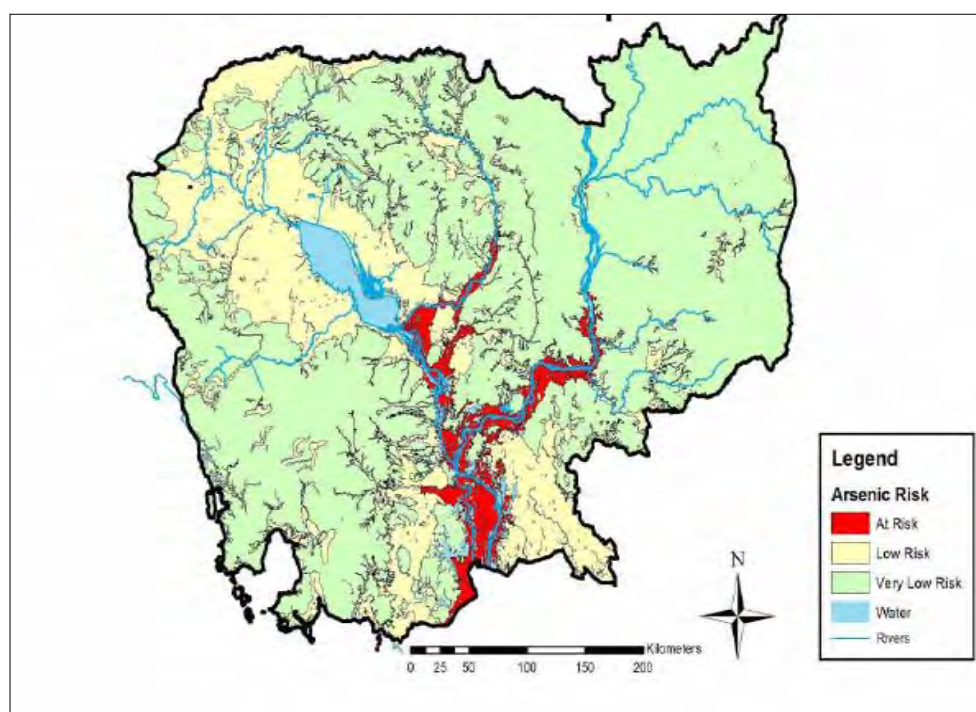 Legend
Arsenic Risk
At Risk
Low Risk
Very Low Risk
Water
Rivers
N
Kilometers
0 25 50 100 150 200